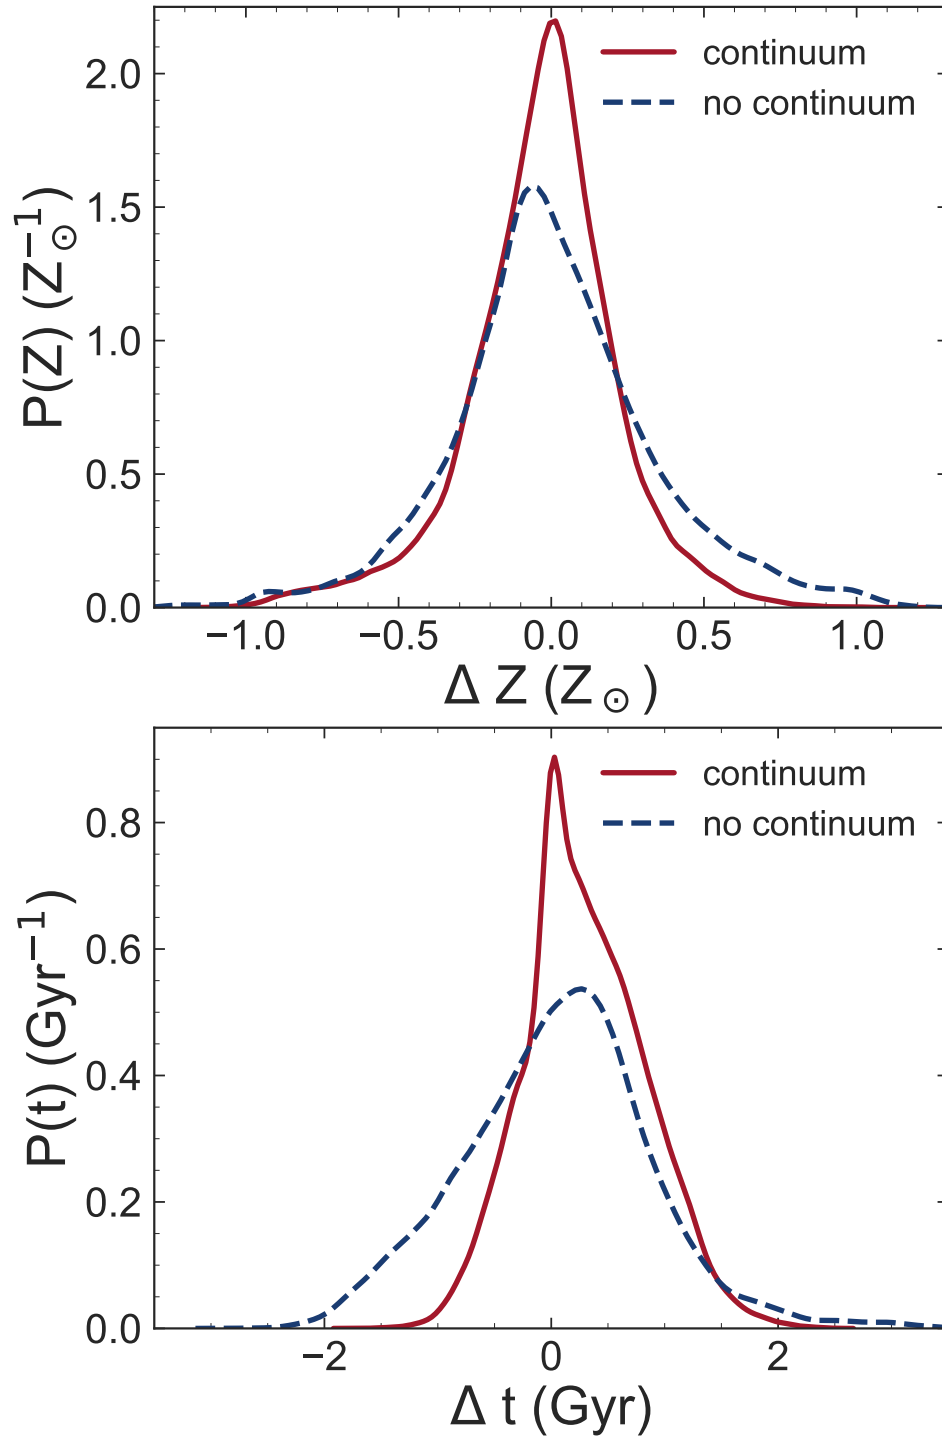 continuum
no continuum
2.0
1.5
1.0
0.5
0.0
P(Z) (Z⊙⁻¹)
−1.0 −0.5 0.0 0.5 1.0
Δ Z (Z⊙)
continuum
no continuum
0.8
0.6
0.4
0.2
0.0
P(t) (Gyr⁻¹)
−2 0 2
Δ t (Gyr)